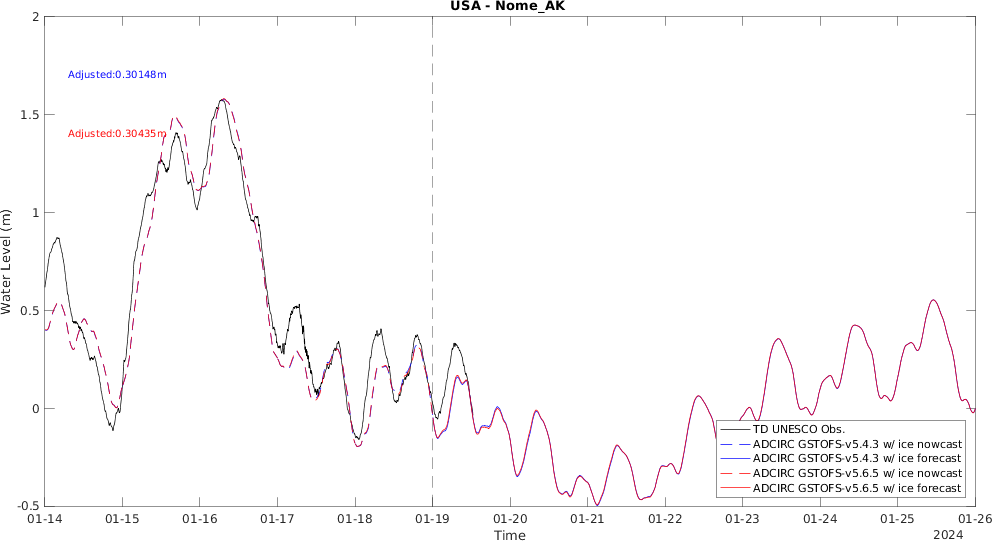 USA - Nome_AK
2
1.5
1
0.5
0
-0.5
Water Level (m)
Adjusted:0.30148m
Adjusted:0.30435m
TD UNESCO Obs.
ADCIRC GSTOFS-v5.4.3 w/ ice nowcast
ADCIRC GSTOFS-v5.4.3 w/ ice forecast
ADCIRC GSTOFS-v5.6.5 w/ ice nowcast
ADCIRC GSTOFS-v5.6.5 w/ ice forecast
01-14 01-15 01-16 01-17 01-18 01-19 01-20 01-21 01-22 01-23 01-24 01-25 01-26
Time
2024